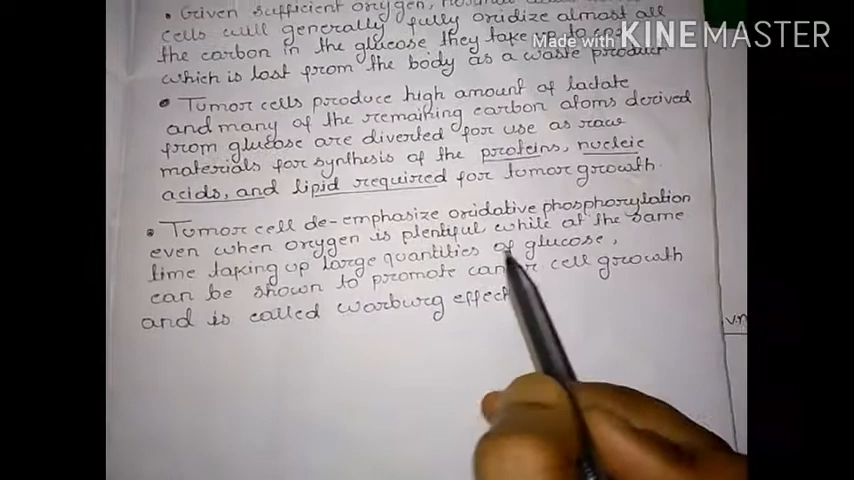 • Given sufficient oxygen, normal
cells will generally fully oxidize almost all
the carbon in the glucose they take up to
which is lost from the body as a waste product
Made with KINEMASTER
• Tumor cells produce high amount of lactate
and many of the remaining carbon atoms derived
from glucose are diverted for use as raw
materials for synthesis of the proteins, nucleic
acids, and lipid required for tumor growth.
• Tumor cell de-emphasize oxidative phosphorylation
even when oxygen is plentiful while at the same
time taking up large quantities of glucose,
can be shown to promote cancer cell growth
and is called warburg effect
v.n